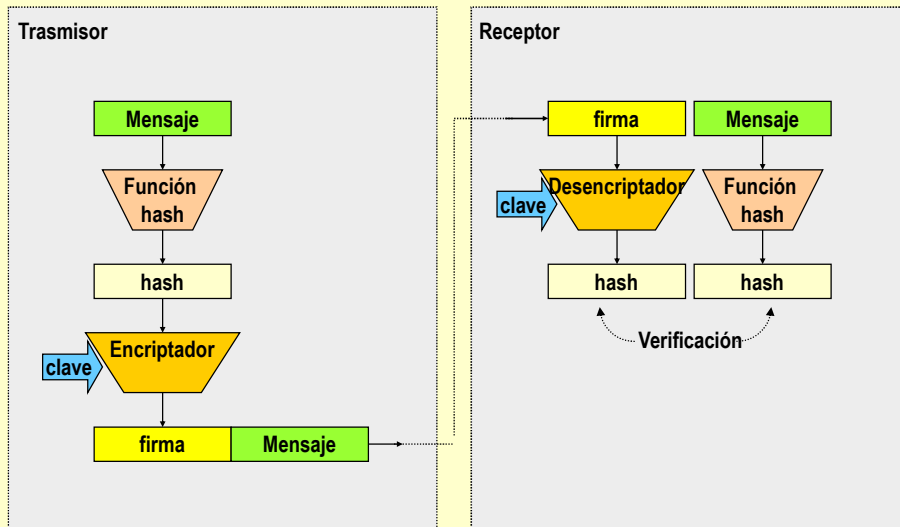 Trasmisor
Mensaje
Función
hash
hash
Encriptador
clave
firma
Mensaje
Receptor
firma
Mensaje
Desencriptador
clave
Función
hash
hash
hash
Verificación